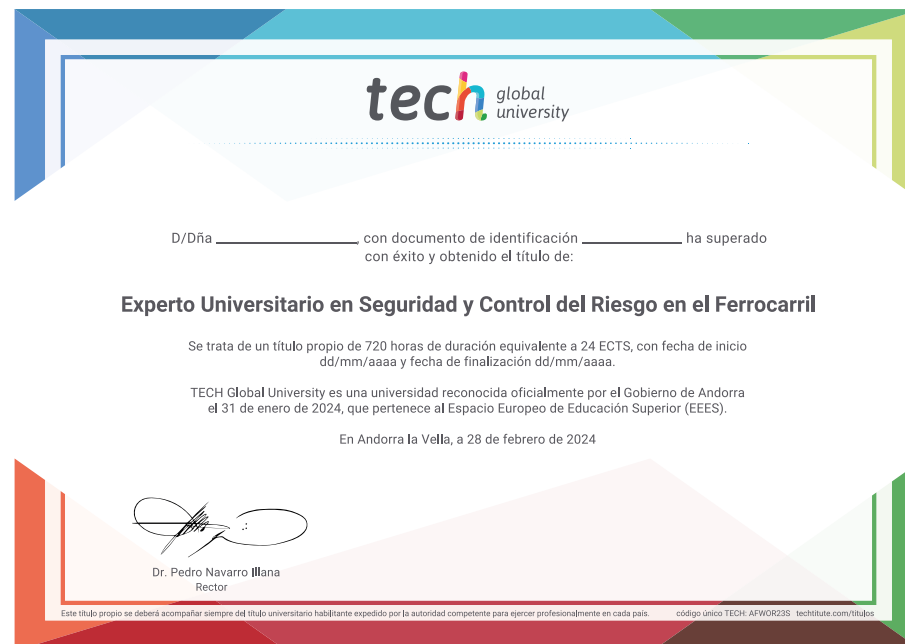 tech global
university
D/Dña ____________________, con documento de identificación ______________ ha superado
con éxito y obtenido el título de:
Experto Universitario en Seguridad y Control del Riesgo en el Ferrocarril
Se trata de un título propio de 720 horas de duración equivalente a 24 ECTS, con fecha de inicio
dd/mm/aaaa y fecha de finalización dd/mm/aaaa.
TECH Global University es una universidad reconocida oficialmente por el Gobierno de Andorra
el 31 de enero de 2024, que pertenece al Espacio Europeo de Educación Superior (EEES).
En Andorra la Vella, a 28 de febrero de 2024
Dr. Pedro Navarro Illana
Rector
Este título propio se deberá acompañar siempre del título universitario habilitante expedido por la autoridad competente para ejercer profesionalmente en cada país. código único TECH: AFWOR23S techtitute.com/titulos